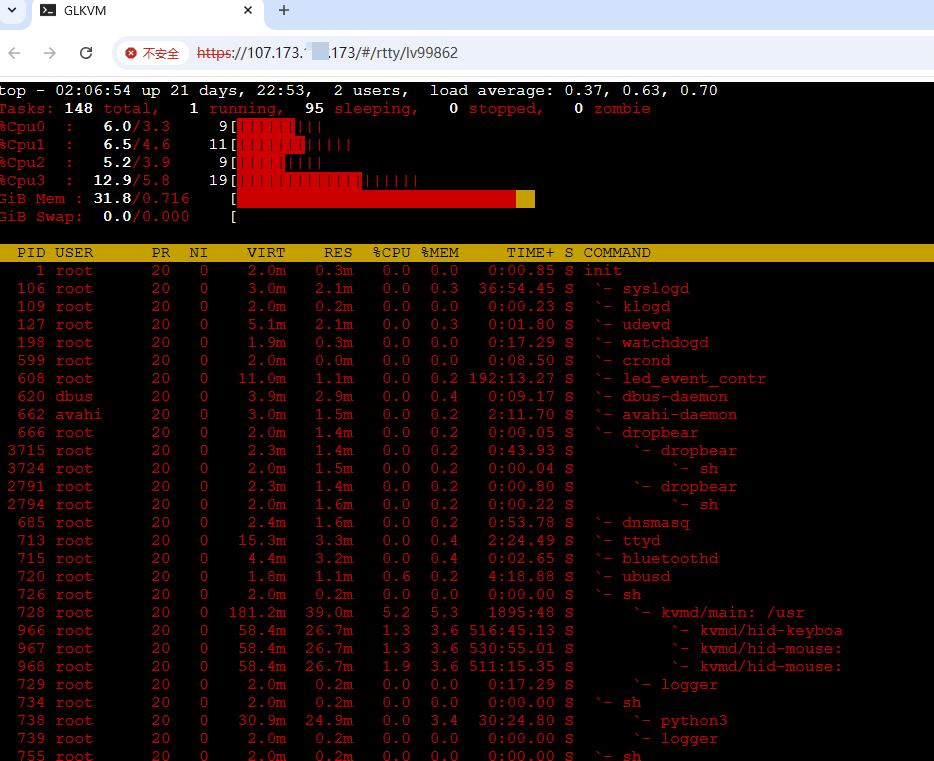 GLKVM
不安全 https://107.173. .173/#/rtty/lv99862
top - 02:06:54 up 21 days, 22:53,  2 users,  load average: 0.37, 0.63, 0.70
Tasks: 148 total,   1 running,  95 sleeping,   0 stopped,   0 zombie
%Cpu0  :   6.0/3.3     9[||||||||||
%Cpu1  :   6.5/4.6    11[||||||||||||
%Cpu2  :   5.2/3.9     9[|||||||||
%Cpu3  :  12.9/5.8    19[|||||||||||||||||||
GiB Mem : 31.8/0.716    [
GiB Swap:  0.0/0.000    [
PID USER      PR  NI    VIRT    RES  %CPU %MEM     TIME+ S COMMAND
1 root      20   0    2.0m   0.3m   0.0  0.0   0:00.85 S init
106 root      20   0    3.0m   2.1m   0.0  0.3  36:54.45 S  `- syslogd
109 root      20   0    2.0m   0.2m   0.0  0.0   0:00.23 S  `- klogd
127 root      20   0    5.1m   2.1m   0.0  0.3   0:01.80 S  `- udevd
198 root      20   0    1.9m   0.3m   0.0  0.0   0:17.29 S  `- watchdogd
599 root      20   0    2.0m   0.0m   0.0  0.0   0:08.50 S  `- crond
608 root      20   0   11.0m   1.1m   0.0  0.2 192:13.27 S  `- led_event_contr
620 dbus      20   0    3.9m   2.9m   0.0  0.4   0:09.17 S  `- dbus-daemon
662 avahi     20   0    3.0m   1.5m   0.0  0.2   2:11.70 S  `- avahi-daemon
666 root      20   0    2.0m   1.4m   0.0  0.2   0:00.05 S  `- dropbear
3715 root      20   0    2.3m   1.4m   0.0  0.2   0:43.93 S      `- dropbear
3724 root      20   0    2.0m   1.5m   0.0  0.2   0:00.04 S          `- sh
2791 root      20   0    2.3m   1.4m   0.0  0.2   0:00.80 S      `- dropbear
2794 root      20   0    2.0m   1.6m   0.0  0.2   0:00.22 S          `- sh
685 root      20   0    2.4m   1.6m   0.0  0.2   0:53.78 S  `- dnsmasq
713 root      20   0   15.3m   3.3m   0.0  0.4   2:24.49 S  `- ttyd
715 root      20   0    4.4m   3.2m   0.0  0.4   0:02.65 S  `- bluetoothd
720 root      20   0    1.8m   1.1m   0.6  0.2   4:18.88 S  `- ubusd
726 root      20   0    2.0m   0.2m   0.0  0.0   0:00.00 S  `- sh
728 root      20   0  181.2m  39.0m   5.2  5.3   1895:48 S      `- kvmd/main: /usr
966 root      20   0   58.4m  26.7m   1.3  3.6 516:45.13 S          `- kvmd/hid-keyboa
967 root      20   0   58.4m  26.7m   1.3  3.6 530:55.01 S          `- kvmd/hid-mouse:
968 root      20   0   58.4m  26.7m   1.9  3.6 511:15.35 S          `- kvmd/hid-mouse:
729 root      20   0    2.0m   0.2m   0.0  0.0   0:17.29 S      `- logger
734 root      20   0    2.0m   0.2m   0.0  0.0   0:00.00 S  `- sh
738 root      20   0   30.9m  24.9m   0.0  3.4  30:24.80 S      `- python3
739 root      20   0    2.0m   0.2m   0.0  0.0   0:00.00 S      `- logger
755 root      20   0    2.0m   0.2m   0.0  0.0   0:00.00 S  `- sh